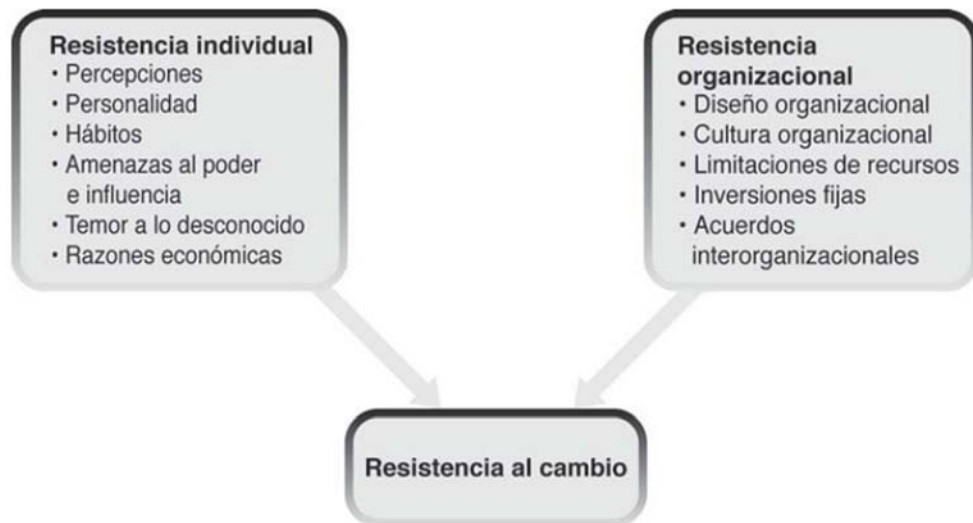 Resistencia individual
• Percepciones
• Personalidad
• Hábitos
• Amenazas al poder
e influencia
• Temor a lo desconocido
• Razones económicas
Resistencia
organizacional
• Diseño organizacional
• Cultura organizacional
• Limitaciones de recursos
• Inversiones fijas
• Acuerdos
interorganizacionales
Resistencia al cambio